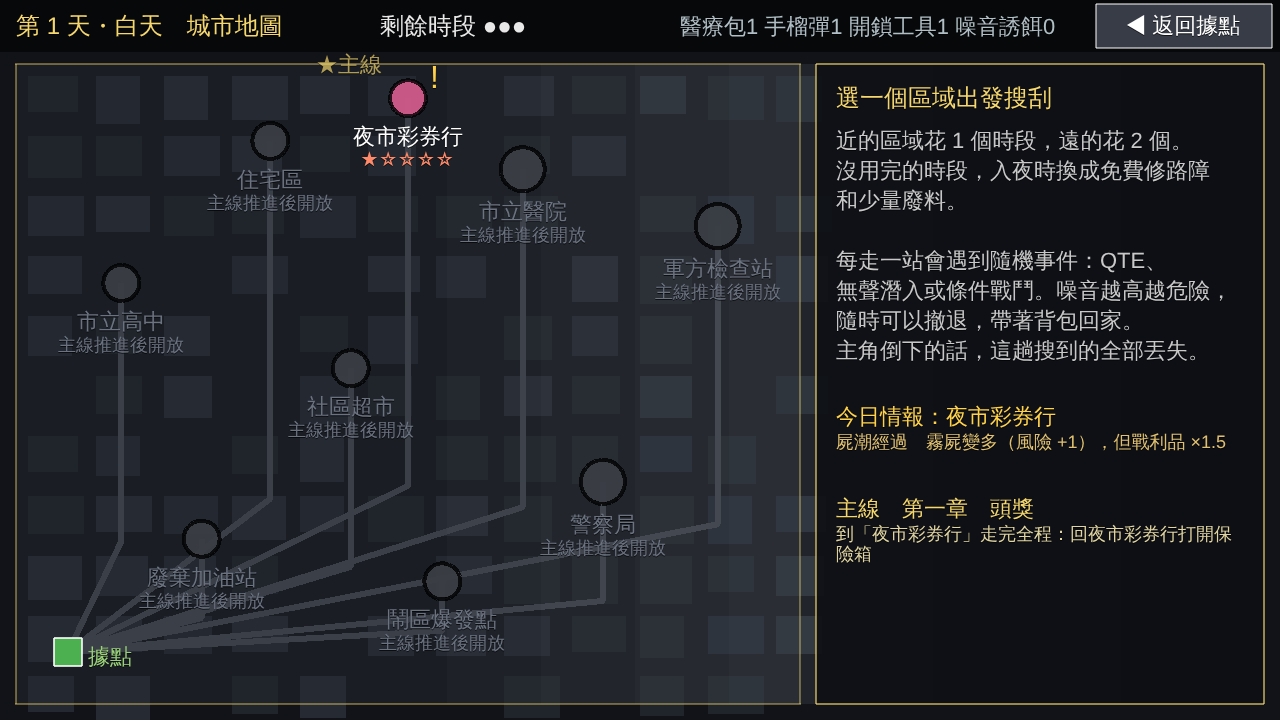 第 1 天・白天　城市地圖
剩餘時段 ●●●
醫療包1 手榴彈1 開鎖工具1 噪音誘餌0
◀ 返回據點
★主線
!
夜市彩券行
★☆☆☆☆
住宅區
主線推進後開放
市立醫院
主線推進後開放
軍方檢查站
主線推進後開放
市立高中
主線推進後開放
社區超市
主線推進後開放
警察局
主線推進後開放
廢棄加油站
主線推進後開放
鬧區爆發點
主線推進後開放
據點
選一個區域出發搜刮
近的區域花 1 個時段，遠的花 2 個。
沒用完的時段，入夜時換成免費修路障
和少量廢料。
每走一站會遇到隨機事件：QTE、
無聲潛入或條件戰鬥。噪音越高越危險，
隨時可以撤退，帶著背包回家。
主角倒下的話，這趟搜到的全部丟失。
今日情報：夜市彩券行
屍潮經過　霧屍變多（風險 +1），但戰利品 ×1.5
主線　第一章　頭獎
到「夜市彩券行」走完全程：回夜市彩券行打開保
險箱